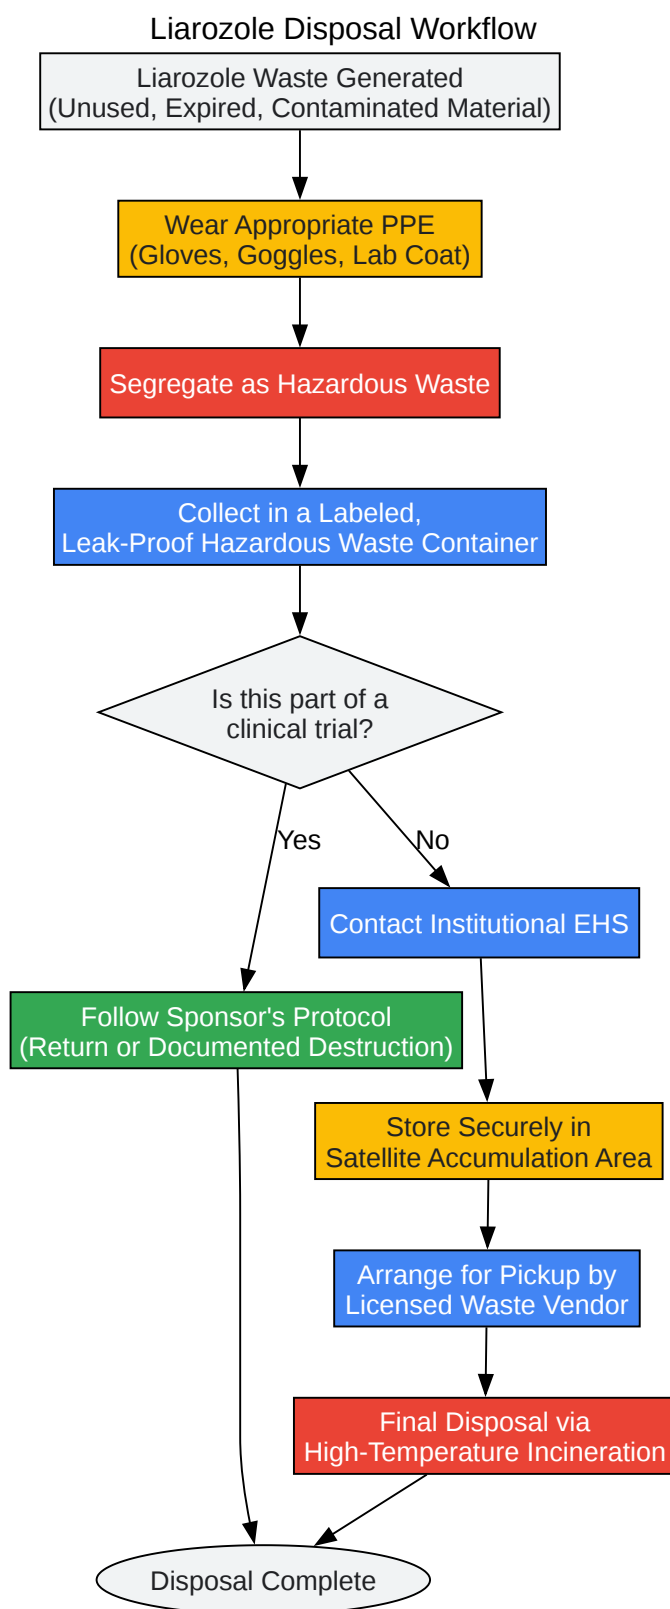 Liarozole Disposal Workflow
Liarozole Waste Generated
(Unused, Expired, Contaminated Material)
Wear Appropriate PPE
(Gloves, Goggles, Lab Coat)
Segregate as Hazardous Waste
Collect in a Labeled,
Leak-Proof Hazardous Waste Container
Is this part of a
clinical trial?
Yes
No
Contact Institutional EHS
Follow Sponsor's Protocol
(Return or Documented Destruction)
Store Securely in
Satellite Accumulation Area
Arrange for Pickup by
Licensed Waste Vendor
Final Disposal via
High-Temperature Incineration
Disposal Complete